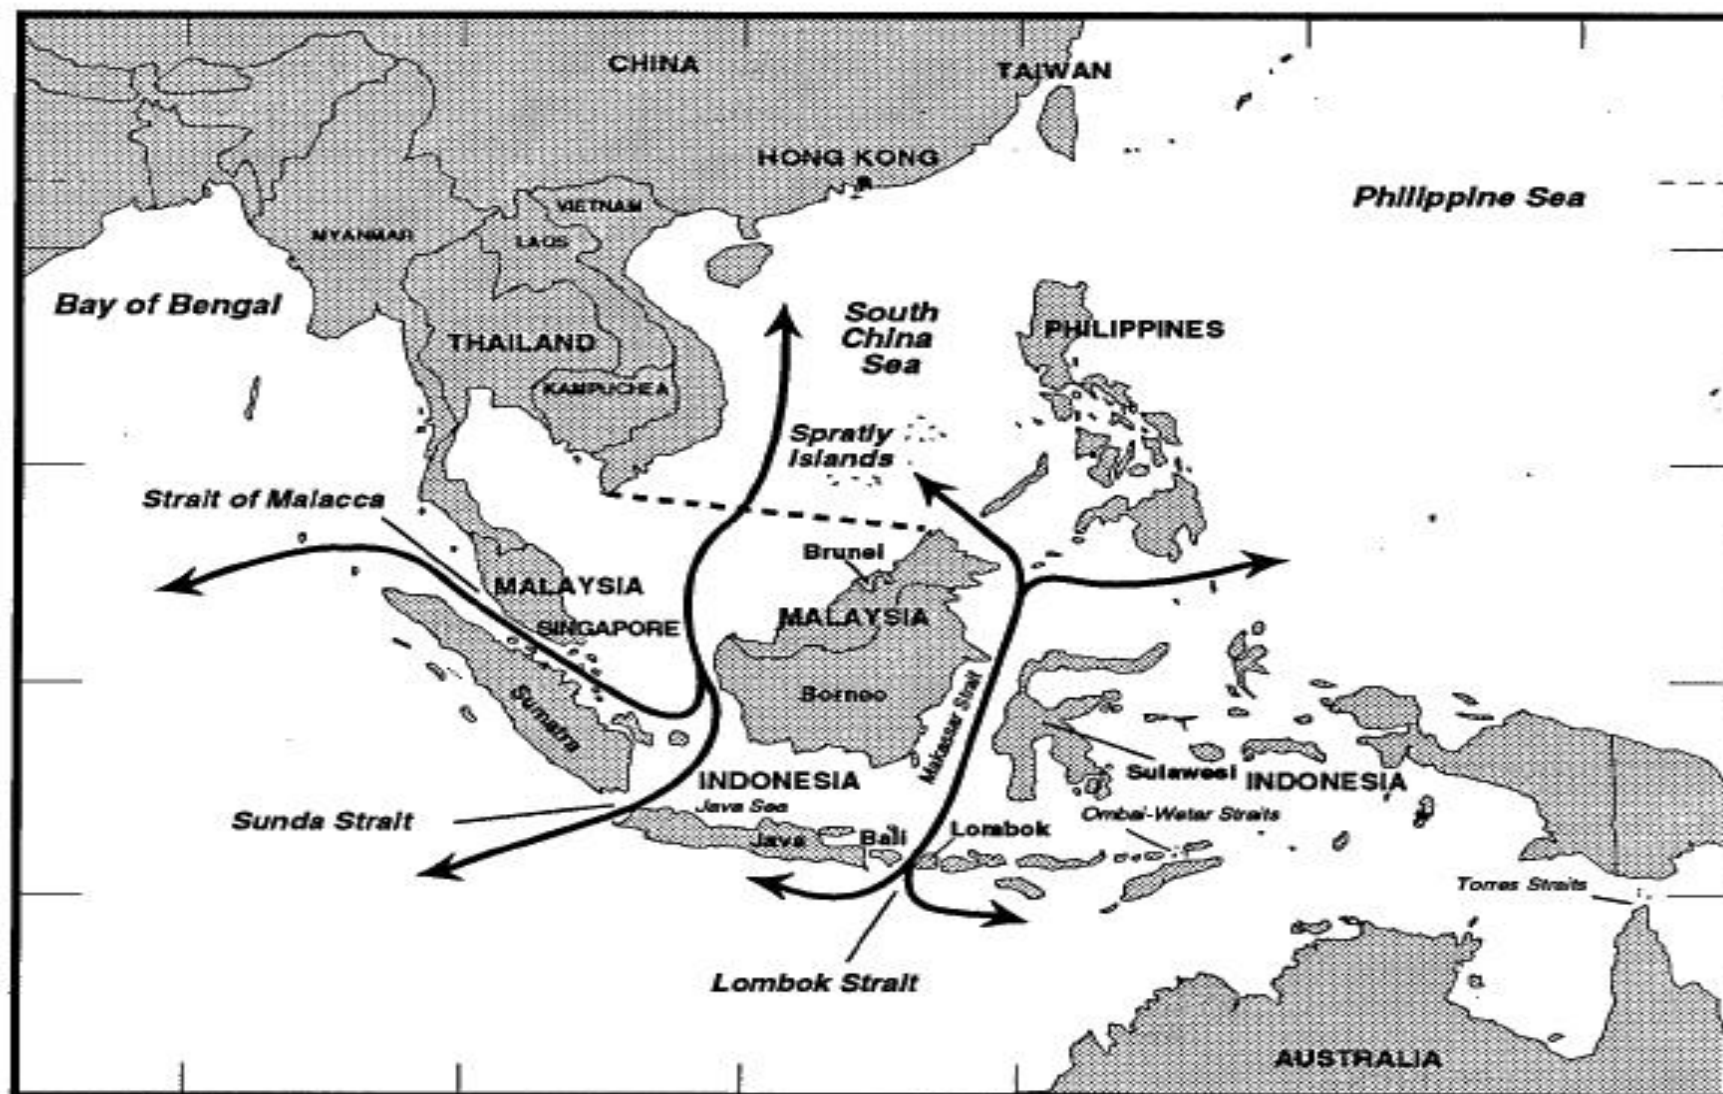 CHINA
TAIWAN
HONG KONG
Philippine Sea
VIETNAM
MYANMAR
LAOS
Bay of Bengal
South
China
Sea
PHILIPPINES
THAILAND
KAMPUCHEA
Spratly
Islands
Strait of Malacca
Brunei
MALAYSIA
MALAYSIA
SINGAPORE
Sumatra
Borneo
Makassar Strait
Sulawesi
INDONESIA
INDONESIA
Java Sea
Ombai-Wetar Straits
Sunda Strait
Java
Bali
Lombok
Torres Straits
Lombok Strait
AUSTRALIA